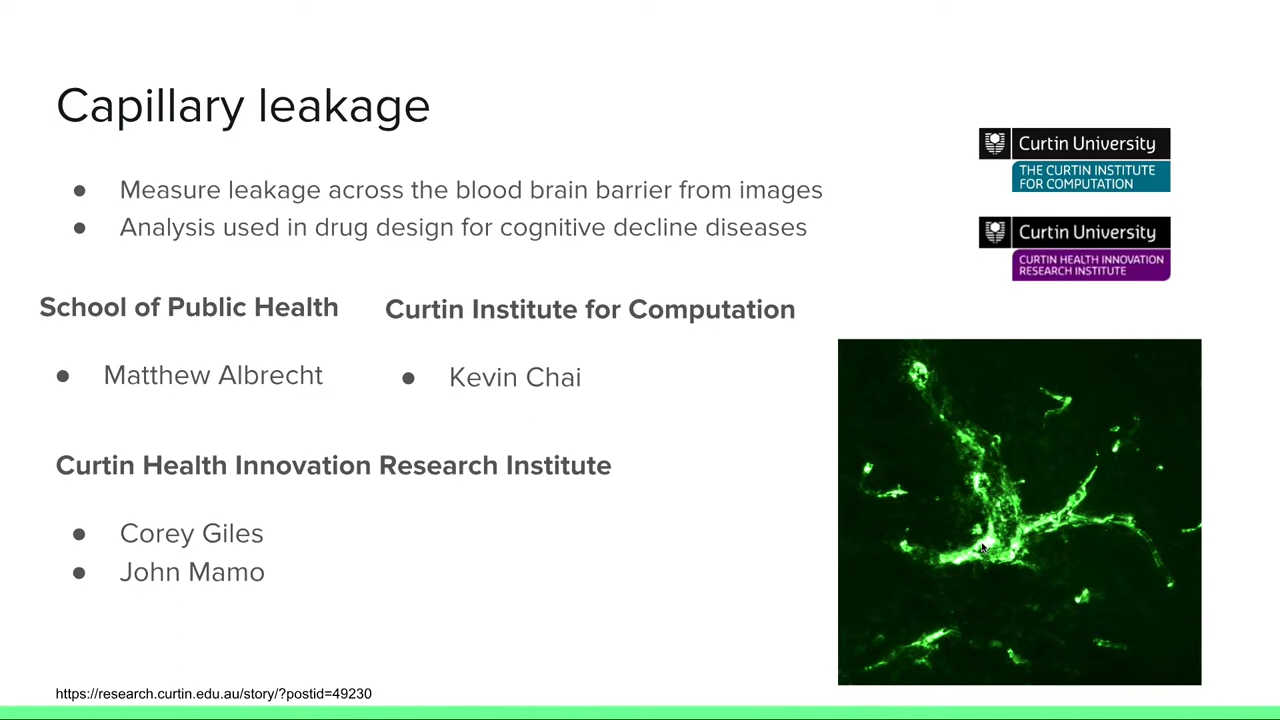 Capillary leakage
● Measure leakage across the blood brain barrier from images
● Analysis used in drug design for cognitive decline diseases
Curtin University
THE CURTIN INSTITUTE
FOR COMPUTATION
Curtin University
CURTIN HEALTH INNOVATION
RESEARCH INSTITUTE
School of Public Health
● Matthew Albrecht
Curtin Institute for Computation
● Kevin Chai
Curtin Health Innovation Research Institute
● Corey Giles
● John Mamo
https://research.curtin.edu.au/story/?postid=49230